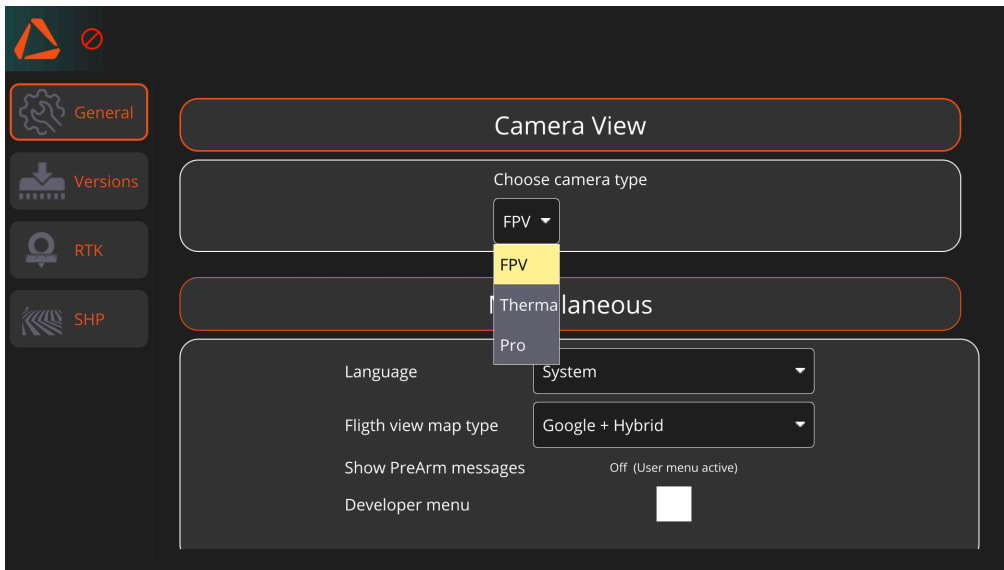 General
Versions
RTK
SHP
Camera View
Choose camera type
FPV
FPV
Therma
Pro
laneous
Language
System
Fligth view map type
Google + Hybrid
Show PreArm messages
Off (User menu active)
Developer menu